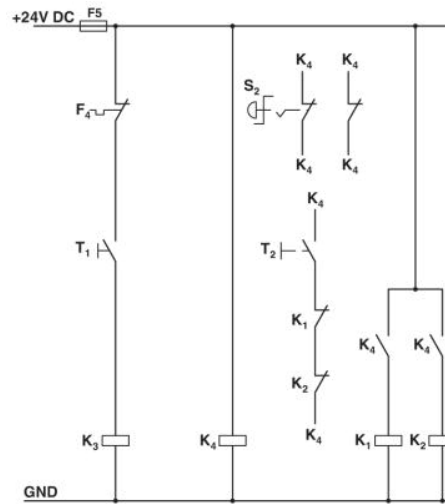 +24V DC F5
K4 K4
S2
F4
K4 K4
K4
T1 T2
K1
K4 K4
K2
K4
K3 K4 K1 K2
GND